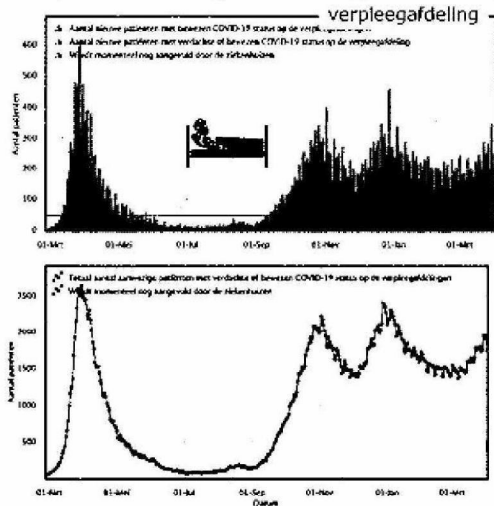 verpleegafdeling
Aantal nieuwe patiënten met bewezen COVID-19 status op de verpleegafdelingen
Aantal nieuwe patiënten met verdachte of bewezen COVID-19 status op de verpleegafdeling
Wordt momenteel nog aangevuld door de ziekenhuizen
Aantal patiënten
600
500
400
300
200
100
0
01-Mrt 01-Mei 01-Jul 01-Sep 01-Nov 01-Jan 01-Mrt
Totaal aantal aanwezige patiënten met verdachte of bewezen COVID-19 status op de verpleegafdelingen
Wordt momenteel nog aangevuld door de ziekenhuizen
Aantal patiënten
3500
2500
2000
1500
1000
500
01-Mrt 01-Mei 01-Jul 01-Sep 01-Nov 01-Jan 01-Mrt
Datum